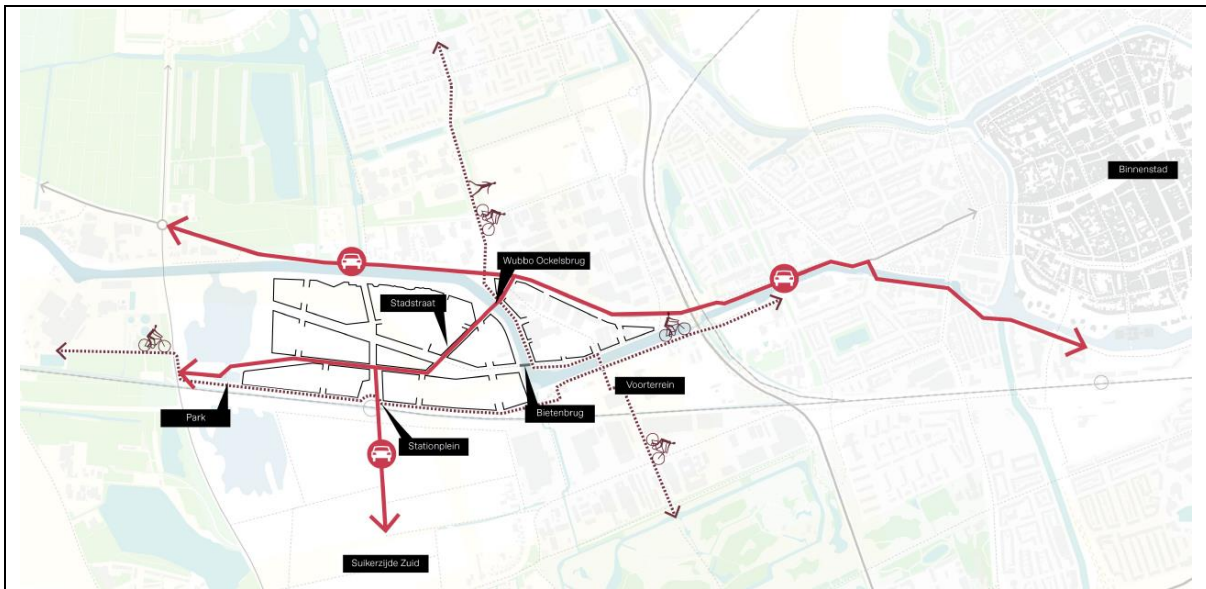 Binnenstad
Wubbo Ockelsbrug
Stadstraat
Voorterrein
Park
Bietenbrug
Stationplein
Suikerzijde Zuid